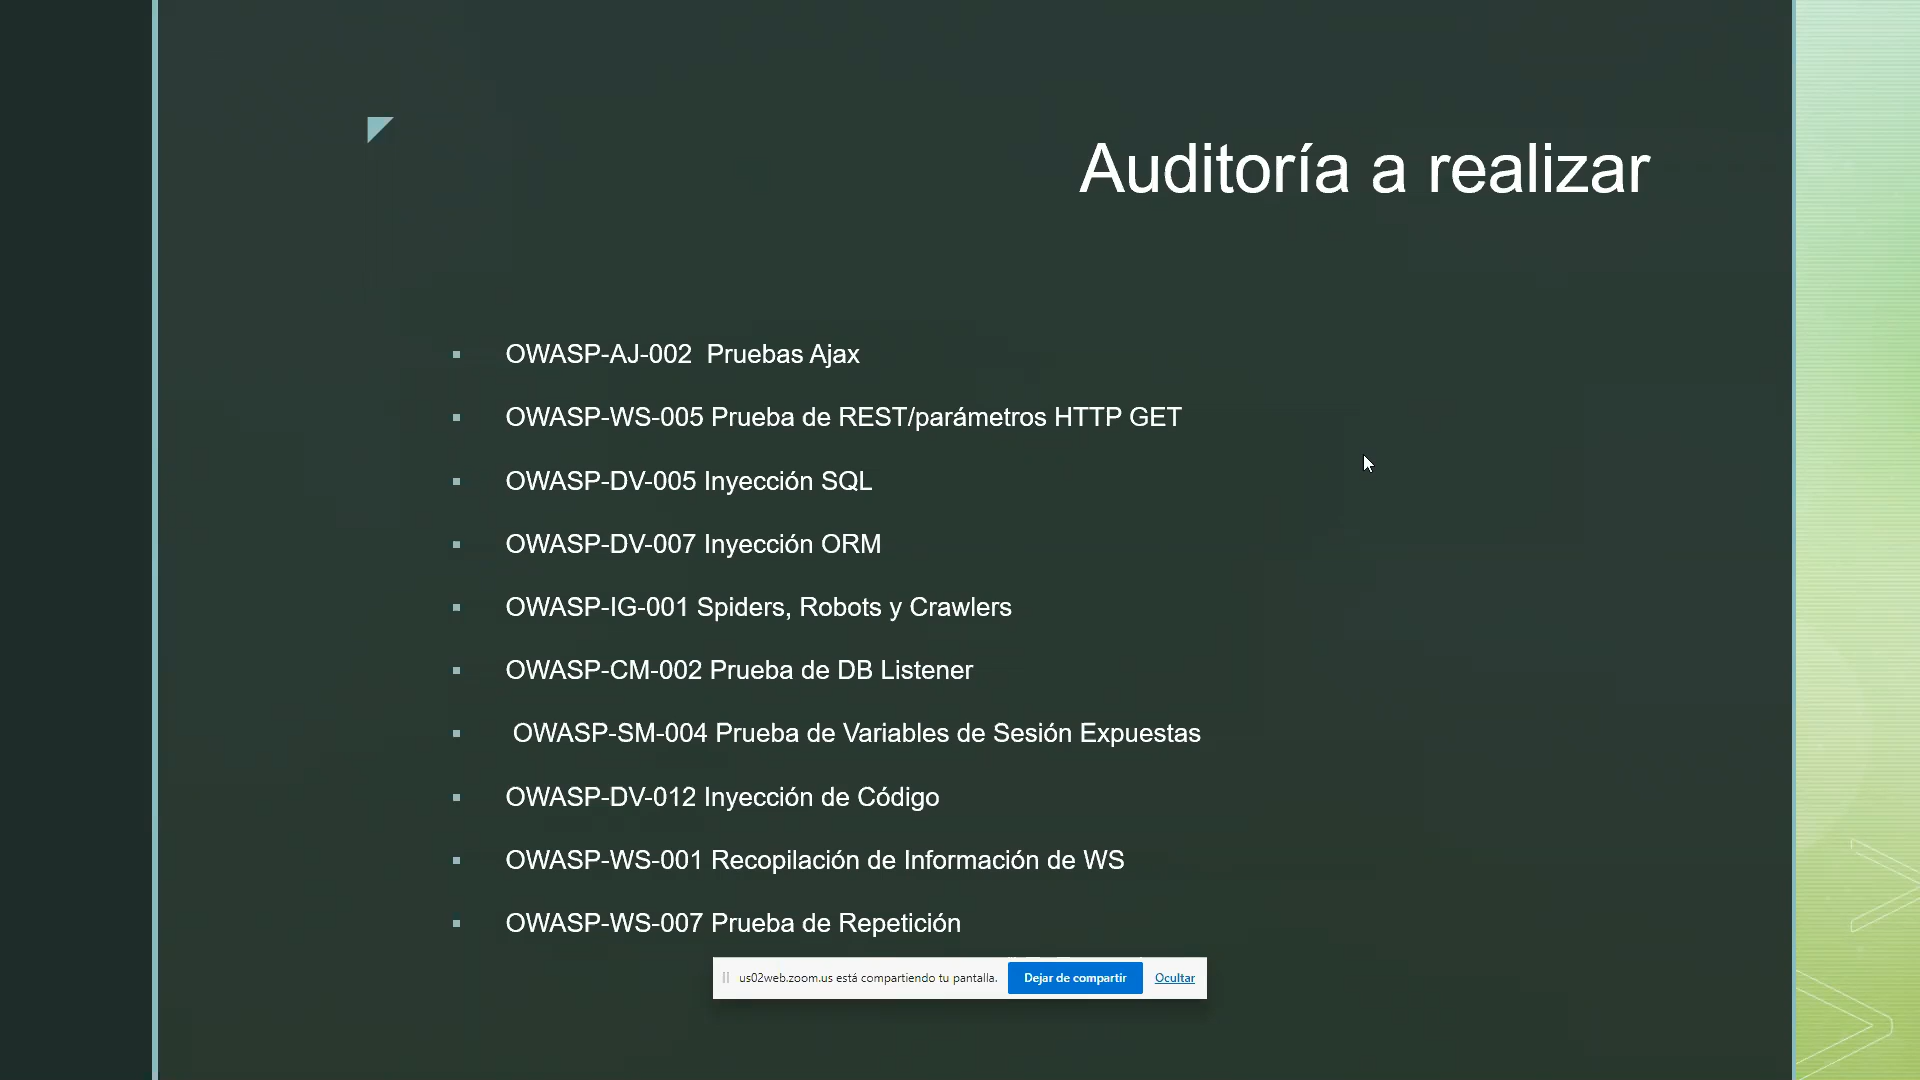 Auditoría a realizar
OWASP-AJ-002  Pruebas Ajax
OWASP-WS-005 Prueba de REST/parámetros HTTP GET
OWASP-DV-005 Inyección SQL
OWASP-DV-007 Inyección ORM
OWASP-IG-001 Spiders, Robots y Crawlers
OWASP-CM-002 Prueba de DB Listener
OWASP-SM-004 Prueba de Variables de Sesión Expuestas
OWASP-DV-012 Inyección de Código
OWASP-WS-001 Recopilación de Información de WS
OWASP-WS-007 Prueba de Repetición
us02web.zoom.us está compartiendo tu pantalla. Dejar de compartir Ocultar